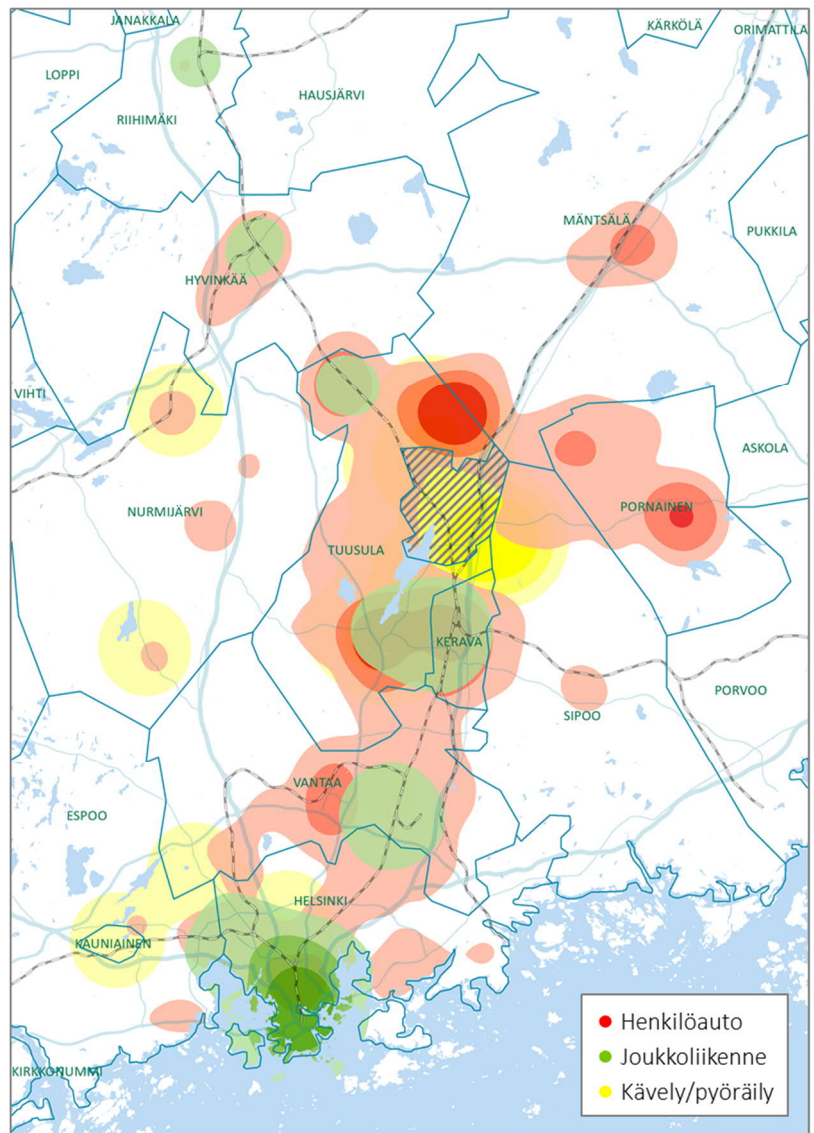 JANAKKALA
KÄRKÖLÄ
ORIMATTILA
LOPPI
HAUSJÄRVI
RIIHIMÄKI
MÄNTSÄLÄ
PUKKILA
HYVINKÄÄ
VIHTI
ASKOLA
NURMIJÄRVI
PORNAINEN
TUUSULA
KERAVA
PORVOO
SIPOO
VANTAA
ESPOO
HELSINKI
KAUNIAINEN
KIRKKONUMMI
Henkilöauto
Joukkoliikenne
Kävely/pyöräily